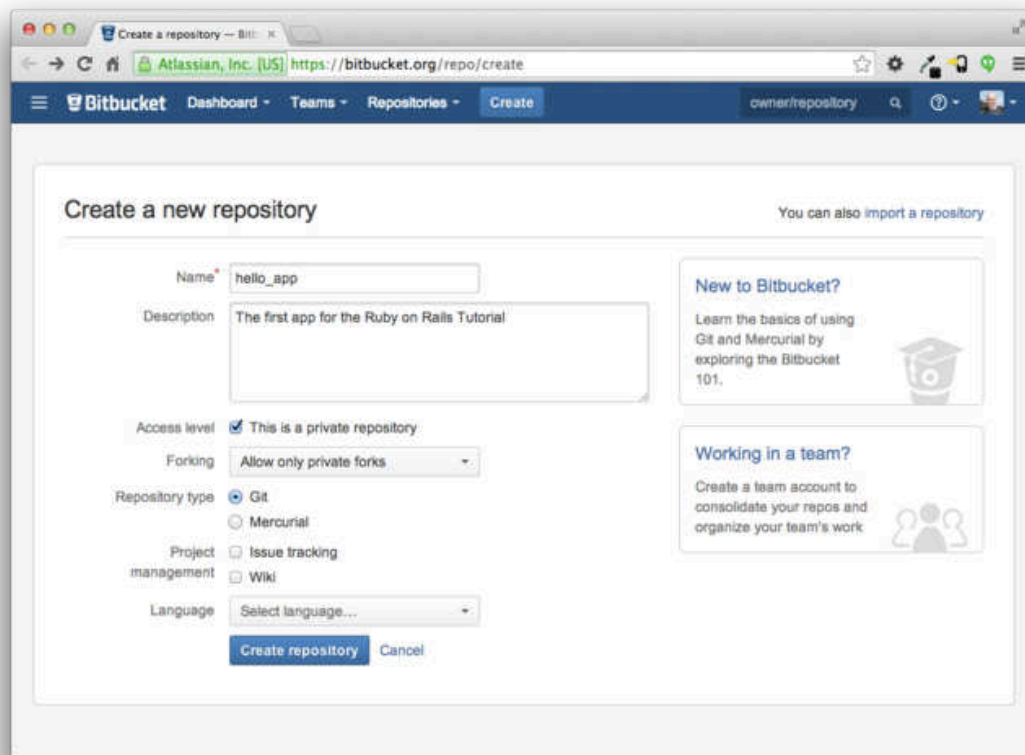 Create a repository — Bit
Atlassian, Inc. [US] https://bitbucket.org/repo/create
Bitbucket Dashboard Teams Repositories Create owner/repository
Create a new repository
You can also import a repository
Name* hello_app
Description The first app for the Ruby on Rails Tutorial
Access level This is a private repository
Forking Allow only private forks
Repository type Git
Mercurial
Project management Issue tracking
Wiki
Language Select language...
Create repository Cancel
New to Bitbucket?
Learn the basics of using
Git and Mercurial by
exploring the Bitbucket
101.
Working in a team?
Create a team account to
consolidate your repos and
organize your team's work